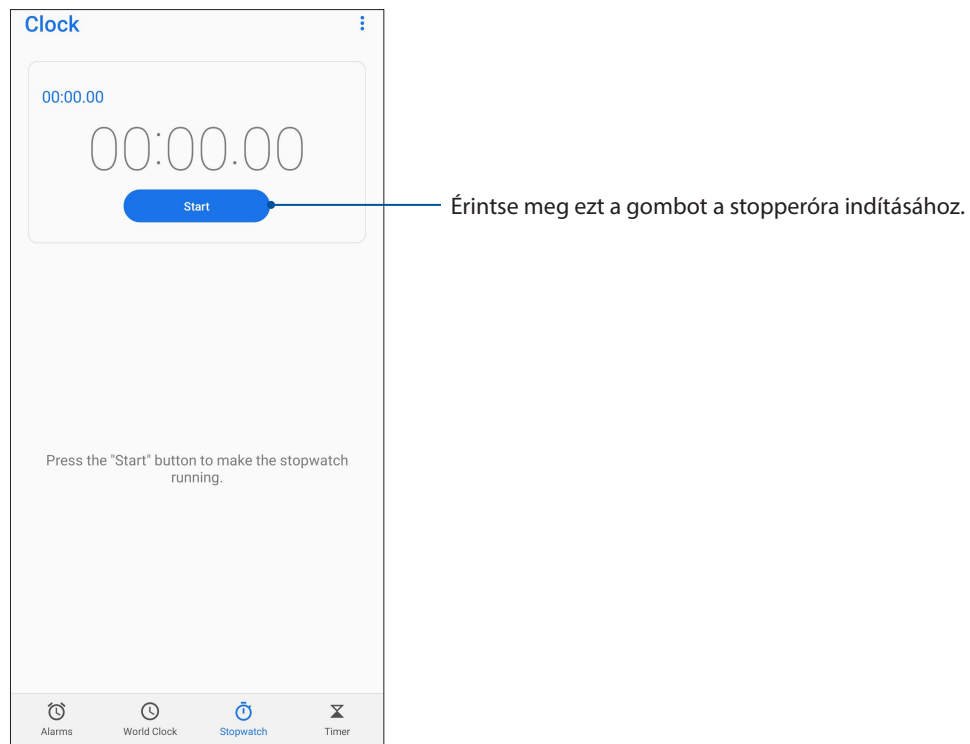 Clock
00:00.00
00:00.00
Start
Érintse meg ezt a gombot a stopperóra indításához.
Press the "Start" button to make the stopwatch
running.
Alarms
World Clock
Stopwatch
Timer